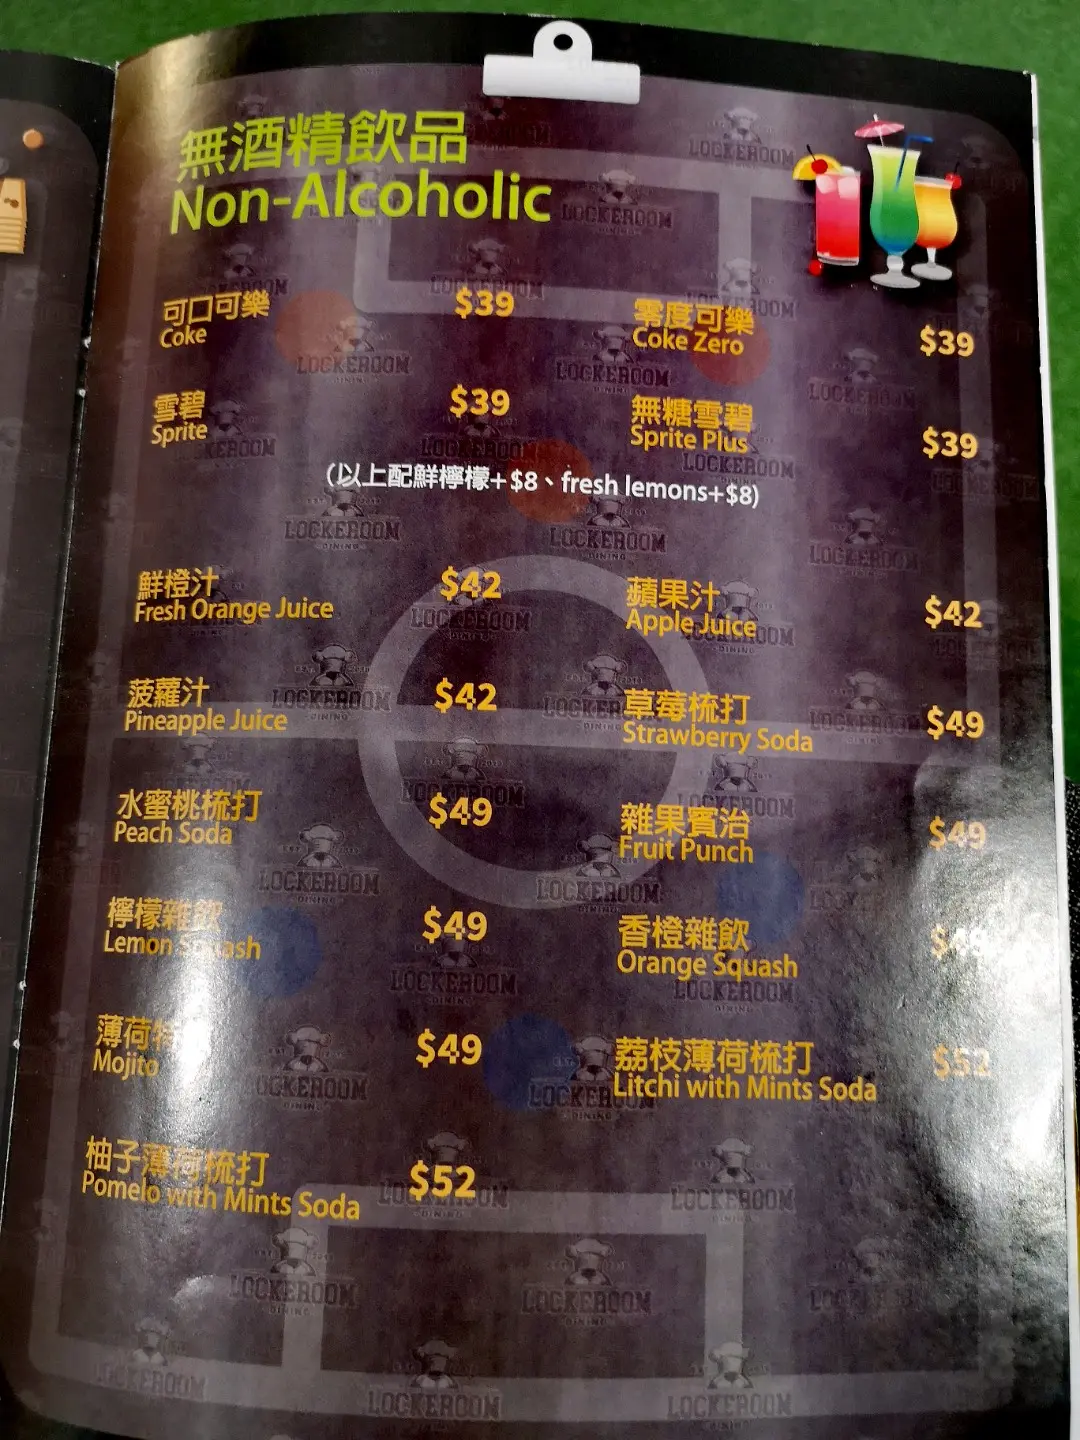 無酒精飲品
Non-Alcoholic
可口可樂 $39
Coke
零度可樂 $39
Coke Zero
雪碧 $39
Sprite
無糖雪碧 $39
Sprite Plus
(以上配鮮檸檬+$8、fresh lemons+$8)
鮮橙汁 $42
Fresh Orange Juice
蘋果汁 $42
Apple Juice
菠蘿汁 $42
Pineapple Juice
草莓梳打 $49
Strawberry Soda
水蜜桃梳打 $49
Peach Soda
雜果賓治 $49
Fruit Punch
檸檬雜飲 $49
Lemon Squash
香橙雜飲
Orange Squash
薄荷 $49
Mojito
荔枝薄荷梳打 $52
Litchi with Mints Soda
柚子薄荷梳打 $52
Pomelo with Mints Soda
LOCKEROOM
DINING